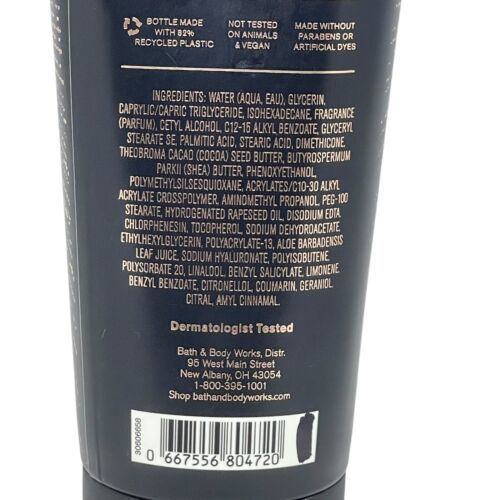 BOTTLE MADE
WITH 82%
RECYCLED PLASTIC
NOT TESTED
ON ANIMALS
& VEGAN
MADE WITHOUT
PARABENS OR
ARTIFICIAL DYES
INGREDIENTS: WATER (AQUA, EAU), GLYCERIN,
CAPRYLIC/CAPRIC TRIGLYCERIDE, ISOHEXADECANE, FRAGRANCE
(PARFUM), CETYL ALCOHOL, C12-15 ALKYL BENZOATE, GLYCERYL
STEARATE SE, PALMITIC ACID, STEARIC ACID, DIMETHICONE,
THEOBROMA CACAO (COCOA) SEED BUTTER, BUTYROSPERMUM
PARKII (SHEA) BUTTER, PHENOXYETHANOL,
POLYMETHYLSILSESQUIOXANE, ACRYLATES/C10-30 ALKYL
ACRYLATE CROSSPOLYMER, AMINOMETHYL PROPANOL, PEG-100
STEARATE, HYDROGENATED RAPESEED OIL, DISODIUM EDTA,
CHLORPHENESIN, TOCOPHEROL, SODIUM DEHYDROACETATE,
ETHYLHEXYLGLYCERIN, POLYACRYLATE-13, ALOE BARBADENSIS
LEAF JUICE, SODIUM HYALURONATE, POLYISOBUTENE,
POLYSORBATE 20, LINALOOL, BENZYL SALICYLATE, LIMONENE,
BENZYL BENZOATE, CITRONELLOL, COUMARIN, GERANIOL,
CITRAL, AMYL CINNAMAL.
Dermatologist Tested
Bath & Body Works, Distr.
95 West Main Street
New Albany, OH 43054
1-800-395-1001
Shop bathandbodyworks.com
30606658
0 667556 804720